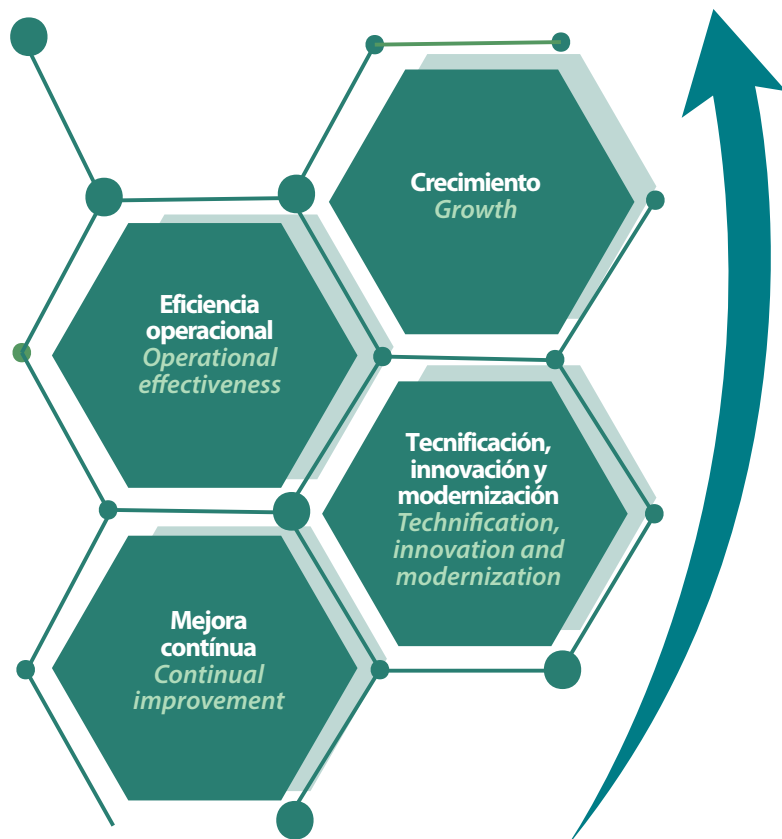 Crecimiento
Growth
Eficiencia
operacional
Operational
effectiveness
Tecnificación,
innovación y
modernización
Technification,
innovation and
modernization
Mejora
contínua
Continual
improvement